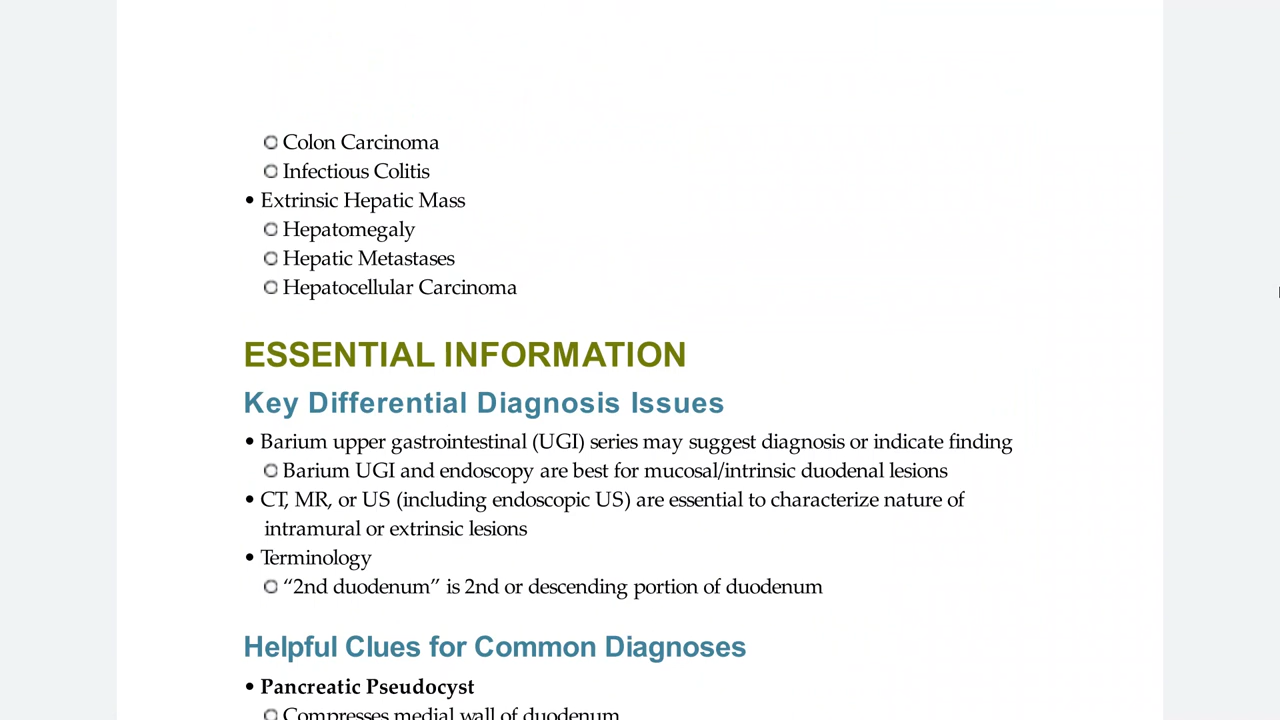 ○ Colon Carcinoma
○ Infectious Colitis
• Extrinsic Hepatic Mass
○ Hepatomegaly
○ Hepatic Metastases
○ Hepatocellular Carcinoma
ESSENTIAL INFORMATION
Key Differential Diagnosis Issues
• Barium upper gastrointestinal (UGI) series may suggest diagnosis or indicate finding
○ Barium UGI and endoscopy are best for mucosal/intrinsic duodenal lesions
• CT, MR, or US (including endoscopic US) are essential to characterize nature of
intramural or extrinsic lesions
• Terminology
○ “2nd duodenum” is 2nd or descending portion of duodenum
Helpful Clues for Common Diagnoses
• Pancreatic Pseudocyst
○ Compresses medial wall of duodenum